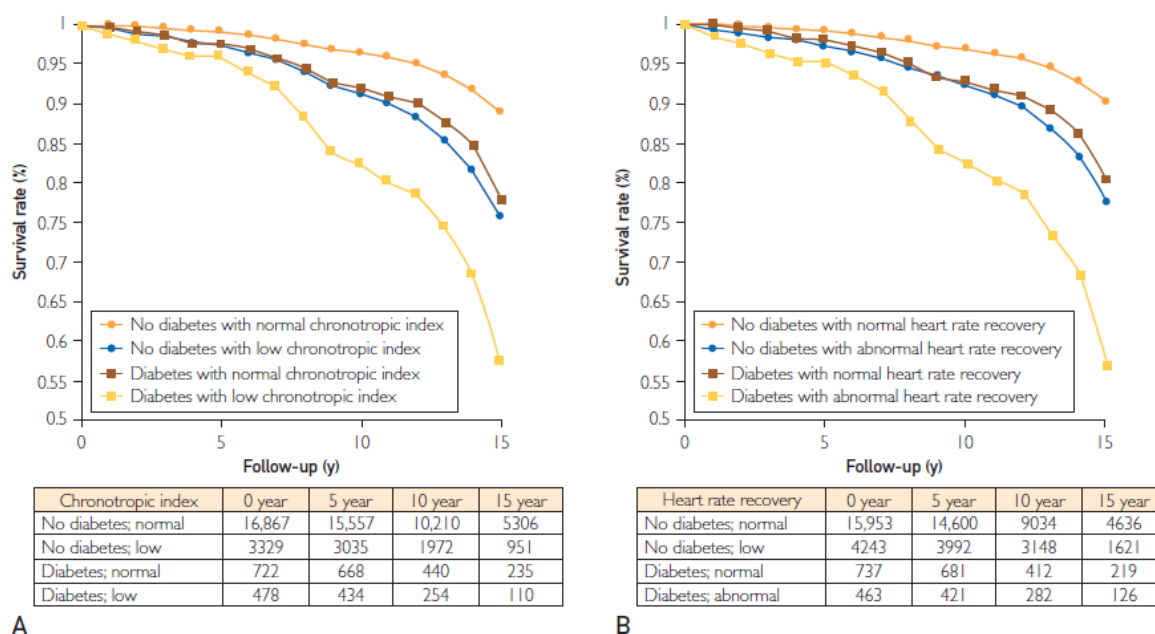 1
0.95
0.9
0.85
0.8
0.75
0.7
0.65
0.6
0.55
0.5
Survival rate (%)
No diabetes with normal chronotropic index
No diabetes with low chronotropic index
Diabetes with normal chronotropic index
Diabetes with low chronotropic index
0 5 10 15
Follow-up (y)
Chronotropic index 0 year 5 year 10 year 15 year
No diabetes; normal 16,867 15,557 10,210 5306
No diabetes; low 3329 3035 1972 951
Diabetes; normal 722 668 440 235
Diabetes; low 478 434 254 110
A
1
0.95
0.9
0.85
0.8
0.75
0.7
0.65
0.6
0.55
0.5
Survival rate (%)
No diabetes with normal heart rate recovery
No diabetes with abnormal heart rate recovery
Diabetes with normal heart rate recovery
Diabetes with abnormal heart rate recovery
0 5 10 15
Follow-up (y)
Heart rate recovery 0 year 5 year 10 year 15 year
No diabetes; normal 15,953 14,600 9034 4636
No diabetes; low 4243 3992 3148 1621
Diabetes; normal 737 681 412 219
Diabetes; abnormal 463 421 282 126
B